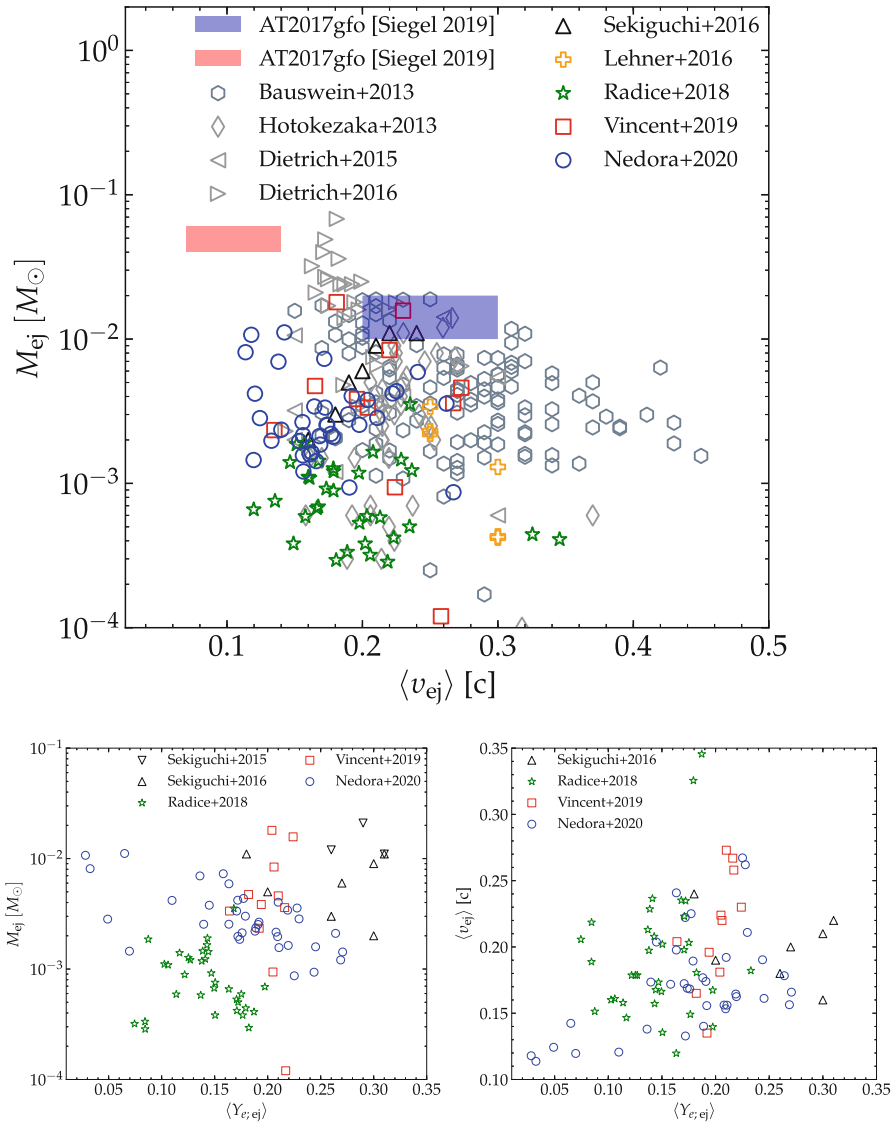 AT2017gfo [Siegel 2019]
AT2017gfo [Siegel 2019]
Bauswein+2013
Hotokezaka+2013
Dietrich+2015
Dietrich+2016
Sekiguchi+2016
Lehner+2016
Radice+2018
Vincent+2019
Nedora+2020
10⁰
10⁻¹
10⁻²
10⁻³
10⁻⁴
M_ej [M_⊙]
0.1 0.2 0.3 0.4 0.5
⟨v_ej⟩ [c]
10⁻¹
10⁻²
10⁻³
10⁻⁴
M_ej [M_⊙]
Sekiguchi+2015
Sekiguchi+2016
Radice+2018
Vincent+2019
Nedora+2020
0.05 0.10 0.15 0.20 0.25 0.30 0.35
⟨Y_e; ej⟩
0.35
0.30
0.25
0.20
0.15
0.10
⟨v_ej⟩ [c]
Sekiguchi+2016
Radice+2018
Vincent+2019
Nedora+2020
0.05 0.10 0.15 0.20 0.25 0.30 0.35
⟨Y_e; ej⟩